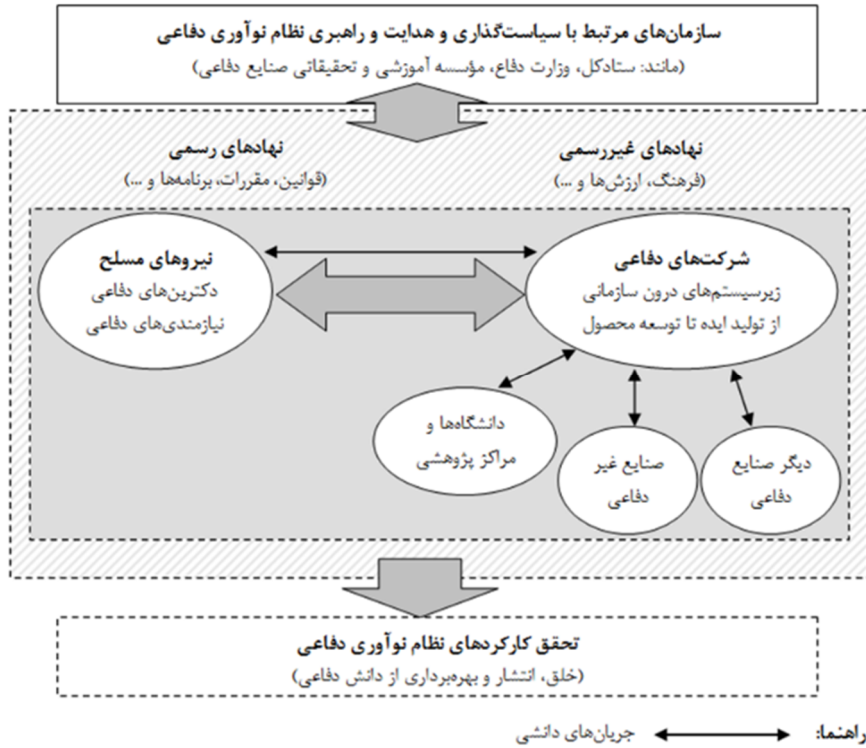 سازمان‌های مرتبط با سیاست‌گذاری و هدایت و راهبری نظام نوآوری دفاعی
(مانند: ستادکل، وزارت دفاع، مؤسسه آموزشی و تحقیقاتی صنایع دفاعی)
نهادهای غیررسمی
(فرهنگ، ارزش‌ها و ...)
نهادهای رسمی
(قوانین، مقررات، برنامه‌ها و ...)
شرکت‌های دفاعی
زیرسیستم‌های درون سازمانی
از تولید ایده تا توسعه محصول
نیروهای مسلح
دکترین‌های دفاعی
نیازمندی‌های دفاعی
دیگر صنایع
دفاعی
صنایع غیر
دفاعی
دانشگاه‌ها و
مراکز پژوهشی
تحقق کارکردهای نظام نوآوری دفاعی
(خلق، انتشار و بهره‌برداری از دانش دفاعی)
راهنما:
جریان‌های دانشی